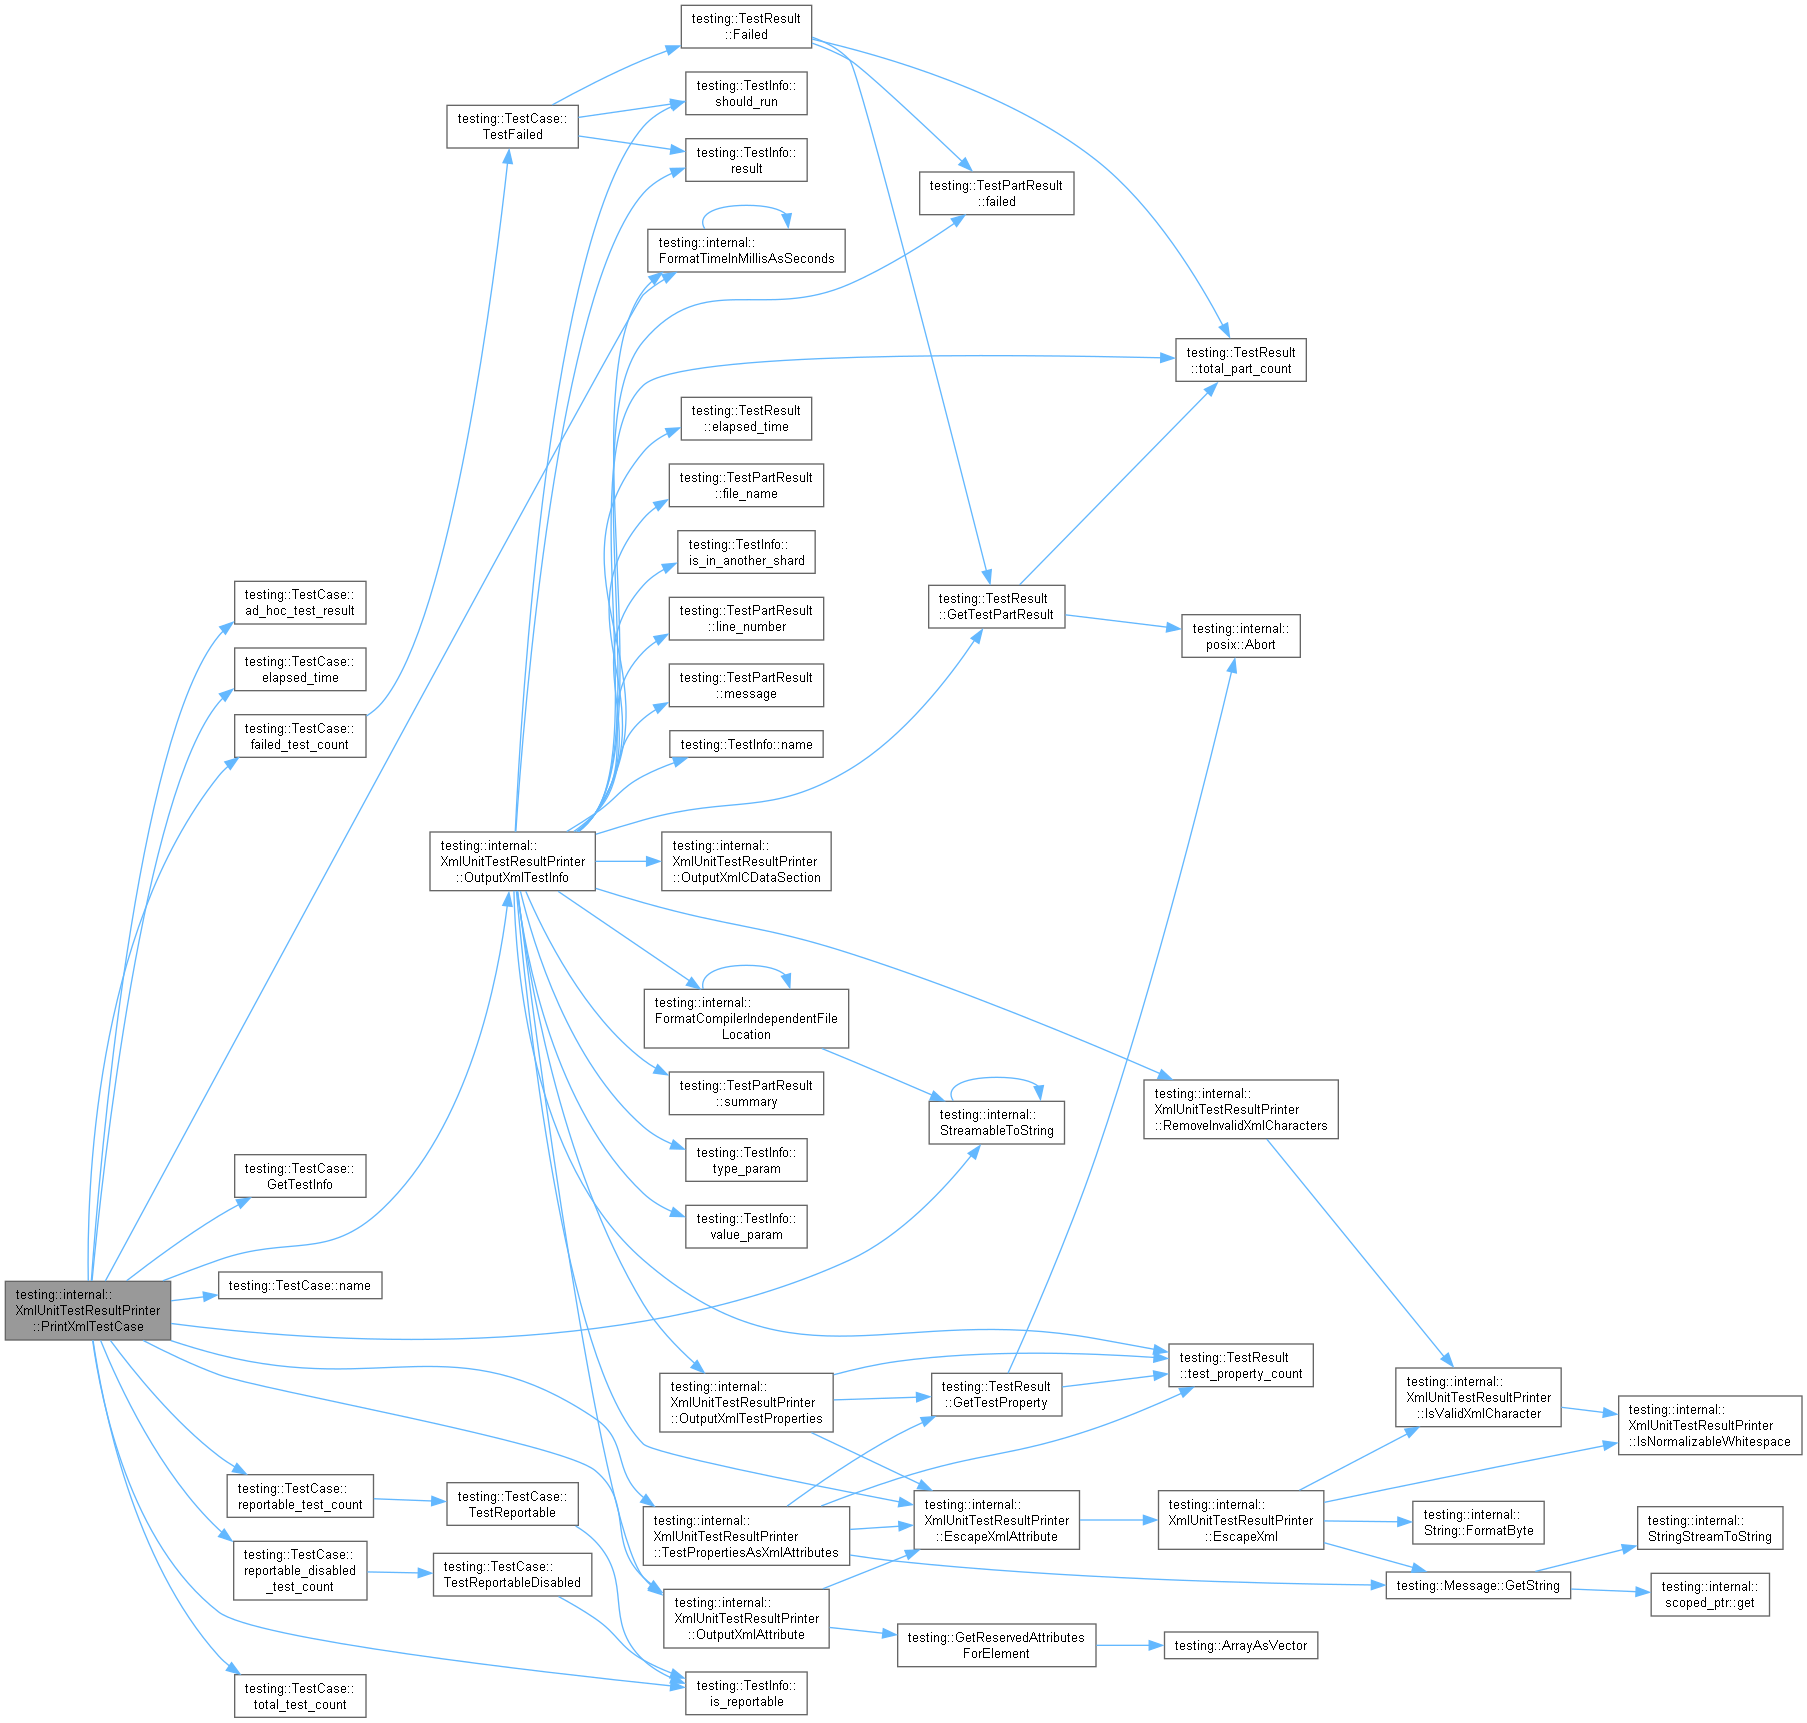 testing::TestResult
::Failed
testing::TestInfo::
should_run
testing::TestCase::
TestFailed
testing::TestInfo::
result
testing::TestPartResult
::failed
testing::internal::
FormatTimeInMillisAsSeconds
testing::TestResult
::total_part_count
testing::TestResult
::elapsed_time
testing::TestPartResult
::file_name
testing::TestInfo::
is_in_another_shard
testing::TestCase::
ad_hoc_test_result
testing::TestPartResult
::line_number
testing::TestResult
::GetTestPartResult
testing::internal::
posix::Abort
testing::TestCase::
elapsed_time
testing::TestPartResult
::message
testing::TestCase::
failed_test_count
testing::TestInfo::name
testing::internal::
XmlUnitTestResultPrinter
::OutputXmlTestInfo
testing::internal::
XmlUnitTestResultPrinter
::OutputXmlCDataSection
testing::internal::
FormatCompilerIndependentFile
Location
testing::TestPartResult
::summary
testing::internal::
StreamableToString
testing::internal::
XmlUnitTestResultPrinter
::RemoveInvalidXmlCharacters
testing::TestInfo::
type_param
testing::TestCase::
GetTestInfo
testing::TestInfo::
value_param
testing::TestCase::name
testing::internal::
XmlUnitTestResultPrinter
::PrintXmlTestCase
testing::TestResult
::test_property_count
testing::internal::
XmlUnitTestResultPrinter
::OutputXmlTestProperties
testing::TestResult
::GetTestProperty
testing::internal::
XmlUnitTestResultPrinter
::IsValidXmlCharacter
testing::internal::
XmlUnitTestResultPrinter
::IsNormalizableWhitespace
testing::TestCase::
reportable_test_count
testing::TestCase::
TestReportable
testing::internal::
XmlUnitTestResultPrinter
::TestPropertiesAsXmlAttributes
testing::internal::
XmlUnitTestResultPrinter
::EscapeXmlAttribute
testing::internal::
XmlUnitTestResultPrinter
::EscapeXml
testing::internal::
String::FormatByte
testing::internal::
StringStreamToString
testing::TestCase::
reportable_disabled
_test_count
testing::TestCase::
TestReportableDisabled
testing::Message::GetString
testing::internal::
scoped_ptr::get
testing::internal::
XmlUnitTestResultPrinter
::OutputXmlAttribute
testing::GetReservedAttributes
ForElement
testing::ArrayAsVector
testing::TestCase::
total_test_count
testing::TestInfo::
is_reportable